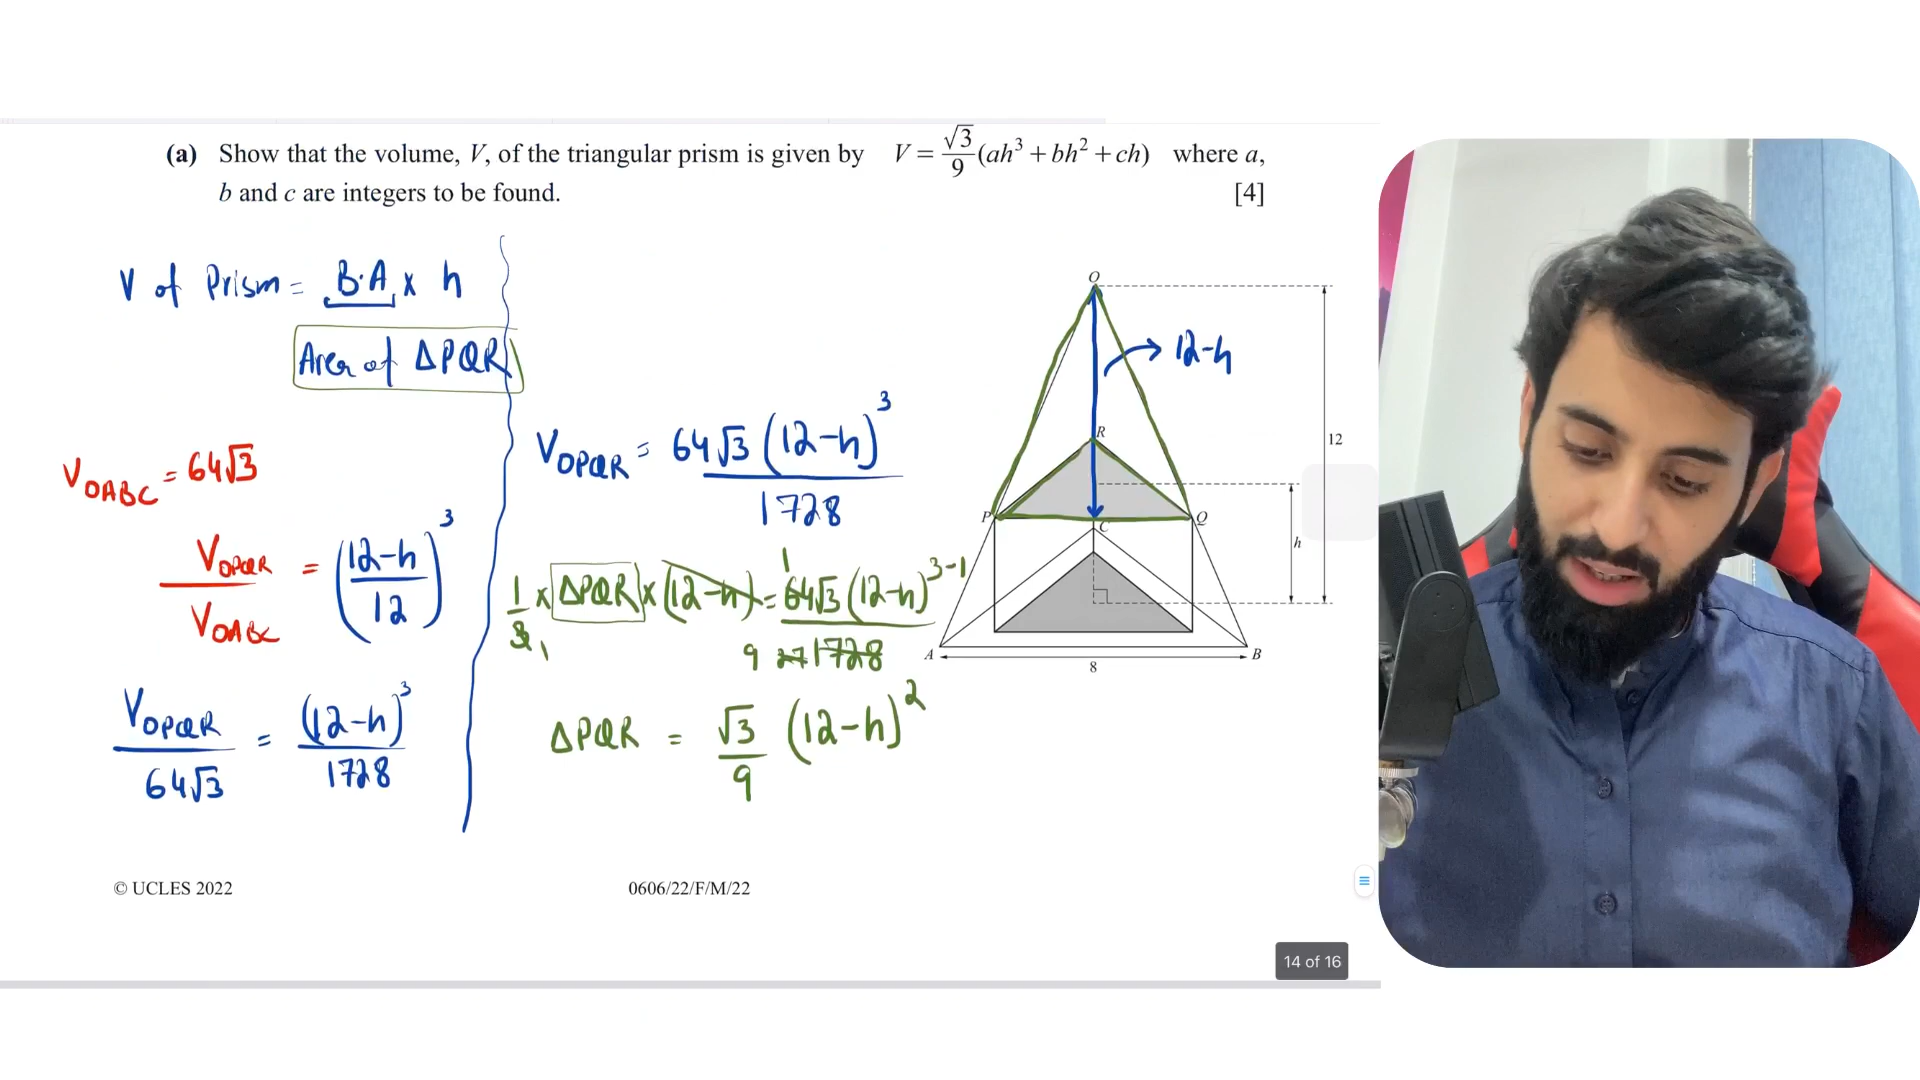 (a) Show that the volume, V, of the triangular prism is given by V = √3/9 (ah³ + bh² + ch) where a,
b and c are integers to be found. [4]
V of Prism = B.A × h
Area of ΔPQR
V_OABC = 64√3
V_OPQR / V_OABC = ((12-h)/12)³
V_OPQR / 64√3 = (12-h)³ / 1728
V_OPQR = 64√3 (12-h)³ / 1728
1/3 × ΔPQR × (12-h) = 64√3 (12-h)³⁻¹ / 1728
1
1
9 27
ΔPQR = √3/9 (12-h)²
O
12-h
R
12
P
C
Q
h
A
8
B
© UCLES 2022
0606/22/F/M/22
14 of 16